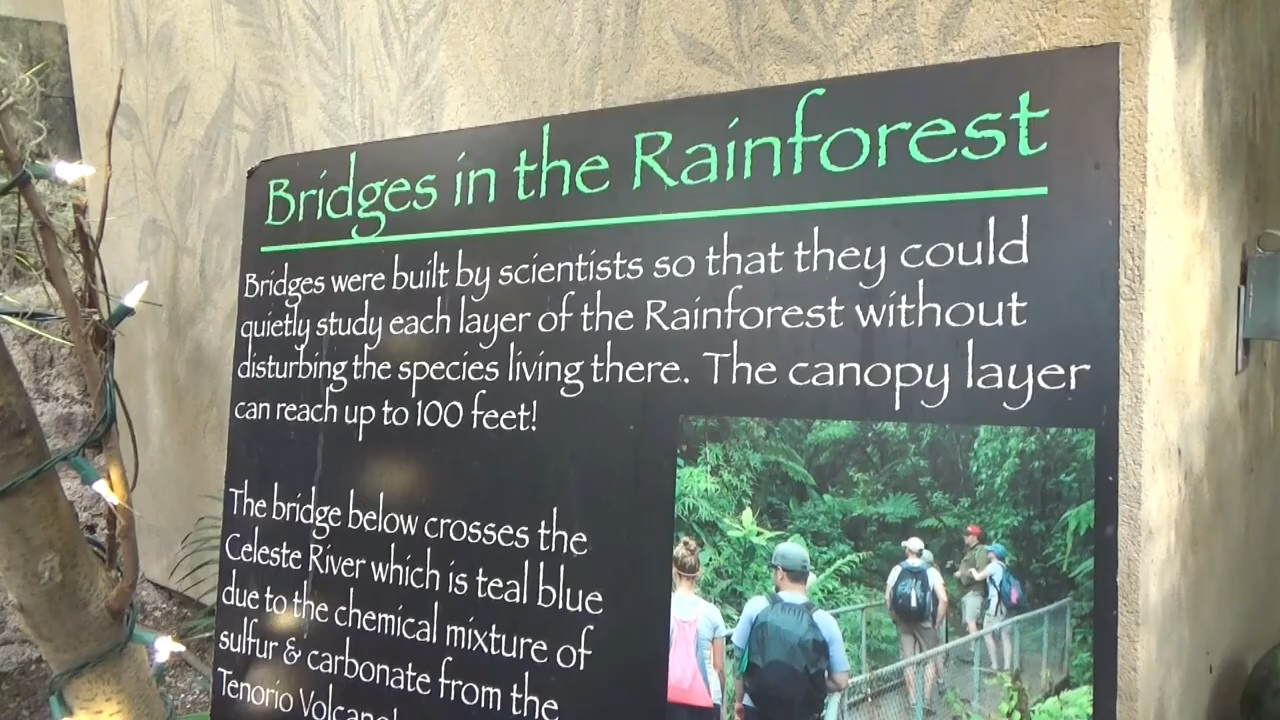 Bridges in the Rainforest
Bridges were built by scientists so that they could
quietly study each layer of the Rainforest without
disturbing the species living there. The canopy layer
can reach up to 100 feet!
The bridge below crosses the
Celeste River which is teal blue
due to the chemical mixture of
sulfur & carbonate from the
Tenorio Volcano!